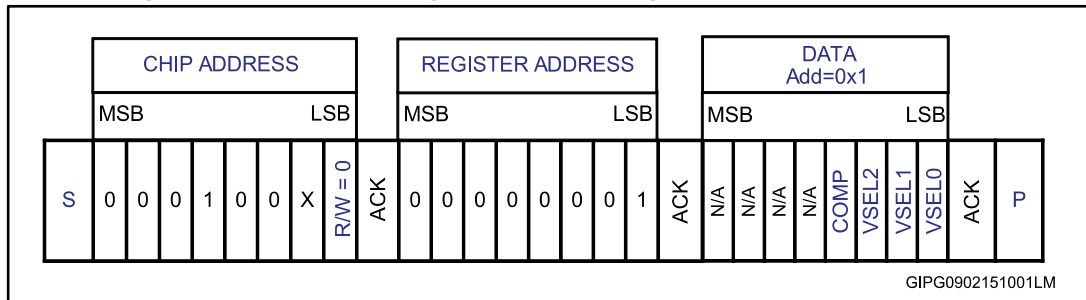 CHIP ADDRESS REGISTER ADDRESS DATA
Add=0x1
MSB LSB MSB LSB MSB LSB
S 0 0 0 1 0 0 X R/W = 0 ACK 0 0 0 0 0 0 0 1 ACK N/A N/A N/A N/A COMP VSEL2 VSEL1 VSEL0 ACK P
GIPG0902151001LM